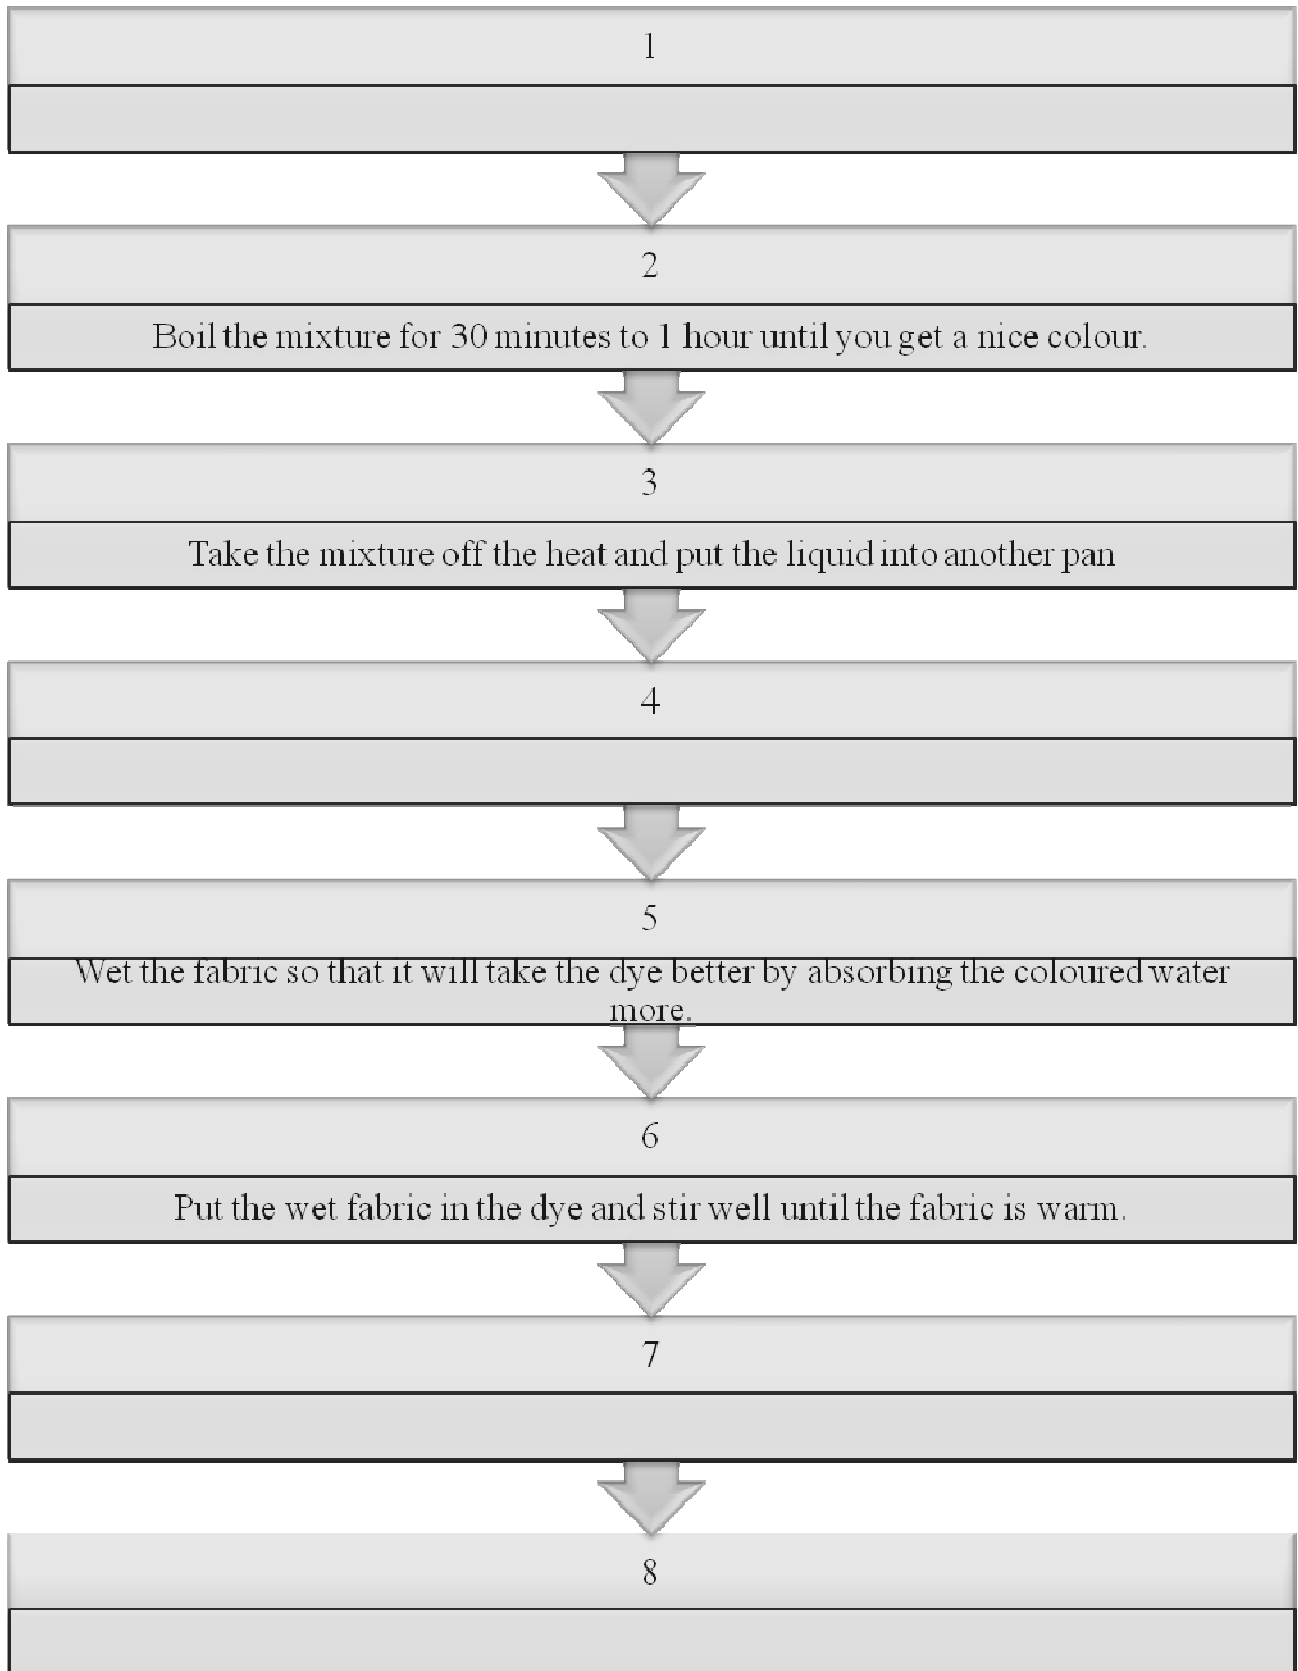 1
2
Boil the mixture for 30 minutes to 1 hour until you get a nice colour.
3
Take the mixture off the heat and put the liquid into another pan
4
5
Wet the fabric so that it will take the dye better by absorbing the coloured water
more.
6
Put the wet fabric in the dye and stir well until the fabric is warm.
7
8